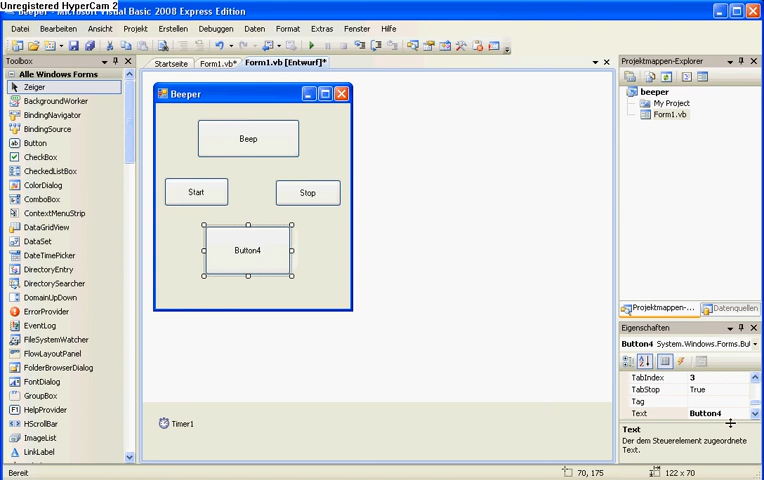 Unregistered HyperCam 2
Beeper - Microsoft Visual Basic 2008 Express Edition
Datei Bearbeiten Ansicht Projekt Erstellen Debuggen Daten Format Extras Fenster Hilfe
Toolbox
Startseite Form1.vb* Form1.vb [Entwurf]*
Projektmappen-Explorer
Alle Windows Forms
Zeiger
BackgroundWorker
BindingNavigator
BindingSource
Button
CheckBox
CheckedListBox
ColorDialog
ComboBox
ContextMenuStrip
DataGridView
DataSet
DateTimePicker
DirectoryEntry
DirectorySearcher
DomainUpDown
ErrorProvider
EventLog
FileSystemWatcher
FlowLayoutPanel
FolderBrowserDialog
FontDialog
GroupBox
HelpProvider
HScrollBar
ImageList
LinkLabel
Beeper
Beep
Start
Stop
Button4
Timer1
beeper
My Project
Form1.vb
Projektmappen-...
Datenquellen
Eigenschaften
Button4 System.Windows.Forms.Bu
TabIndex 3
TabStop True
Tag
Text Button4
Text
Der dem Steuerelement zugeordnete
Text.
Bereit
70, 175
122 x 70